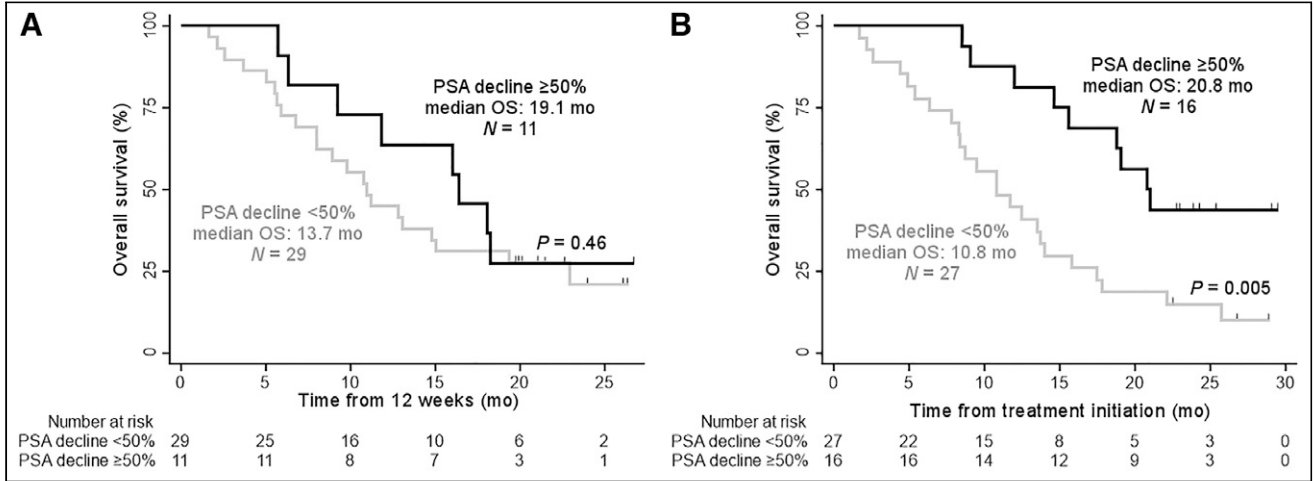 A
Overall survival (%)
100
75
50
25
0
PSA decline ≥50%
median OS: 19.1 mo
N = 11
PSA decline <50%
median OS: 13.7 mo
N = 29
P = 0.46
0 5 10 15 20 25
Time from 12 weeks (mo)
Number at risk
PSA decline <50% 29 25 16 10 6 2
PSA decline ≥50% 11 11 8 7 3 1
B
Overall survival (%)
100
75
50
25
0
PSA decline ≥50%
median OS: 20.8 mo
N = 16
PSA decline <50%
median OS: 10.8 mo
N = 27
P = 0.005
0 5 10 15 20 25 30
Time from treatment initiation (mo)
Number at risk
PSA decline <50% 27 22 15 8 5 3 0
PSA decline ≥50% 16 16 14 12 9 3 0